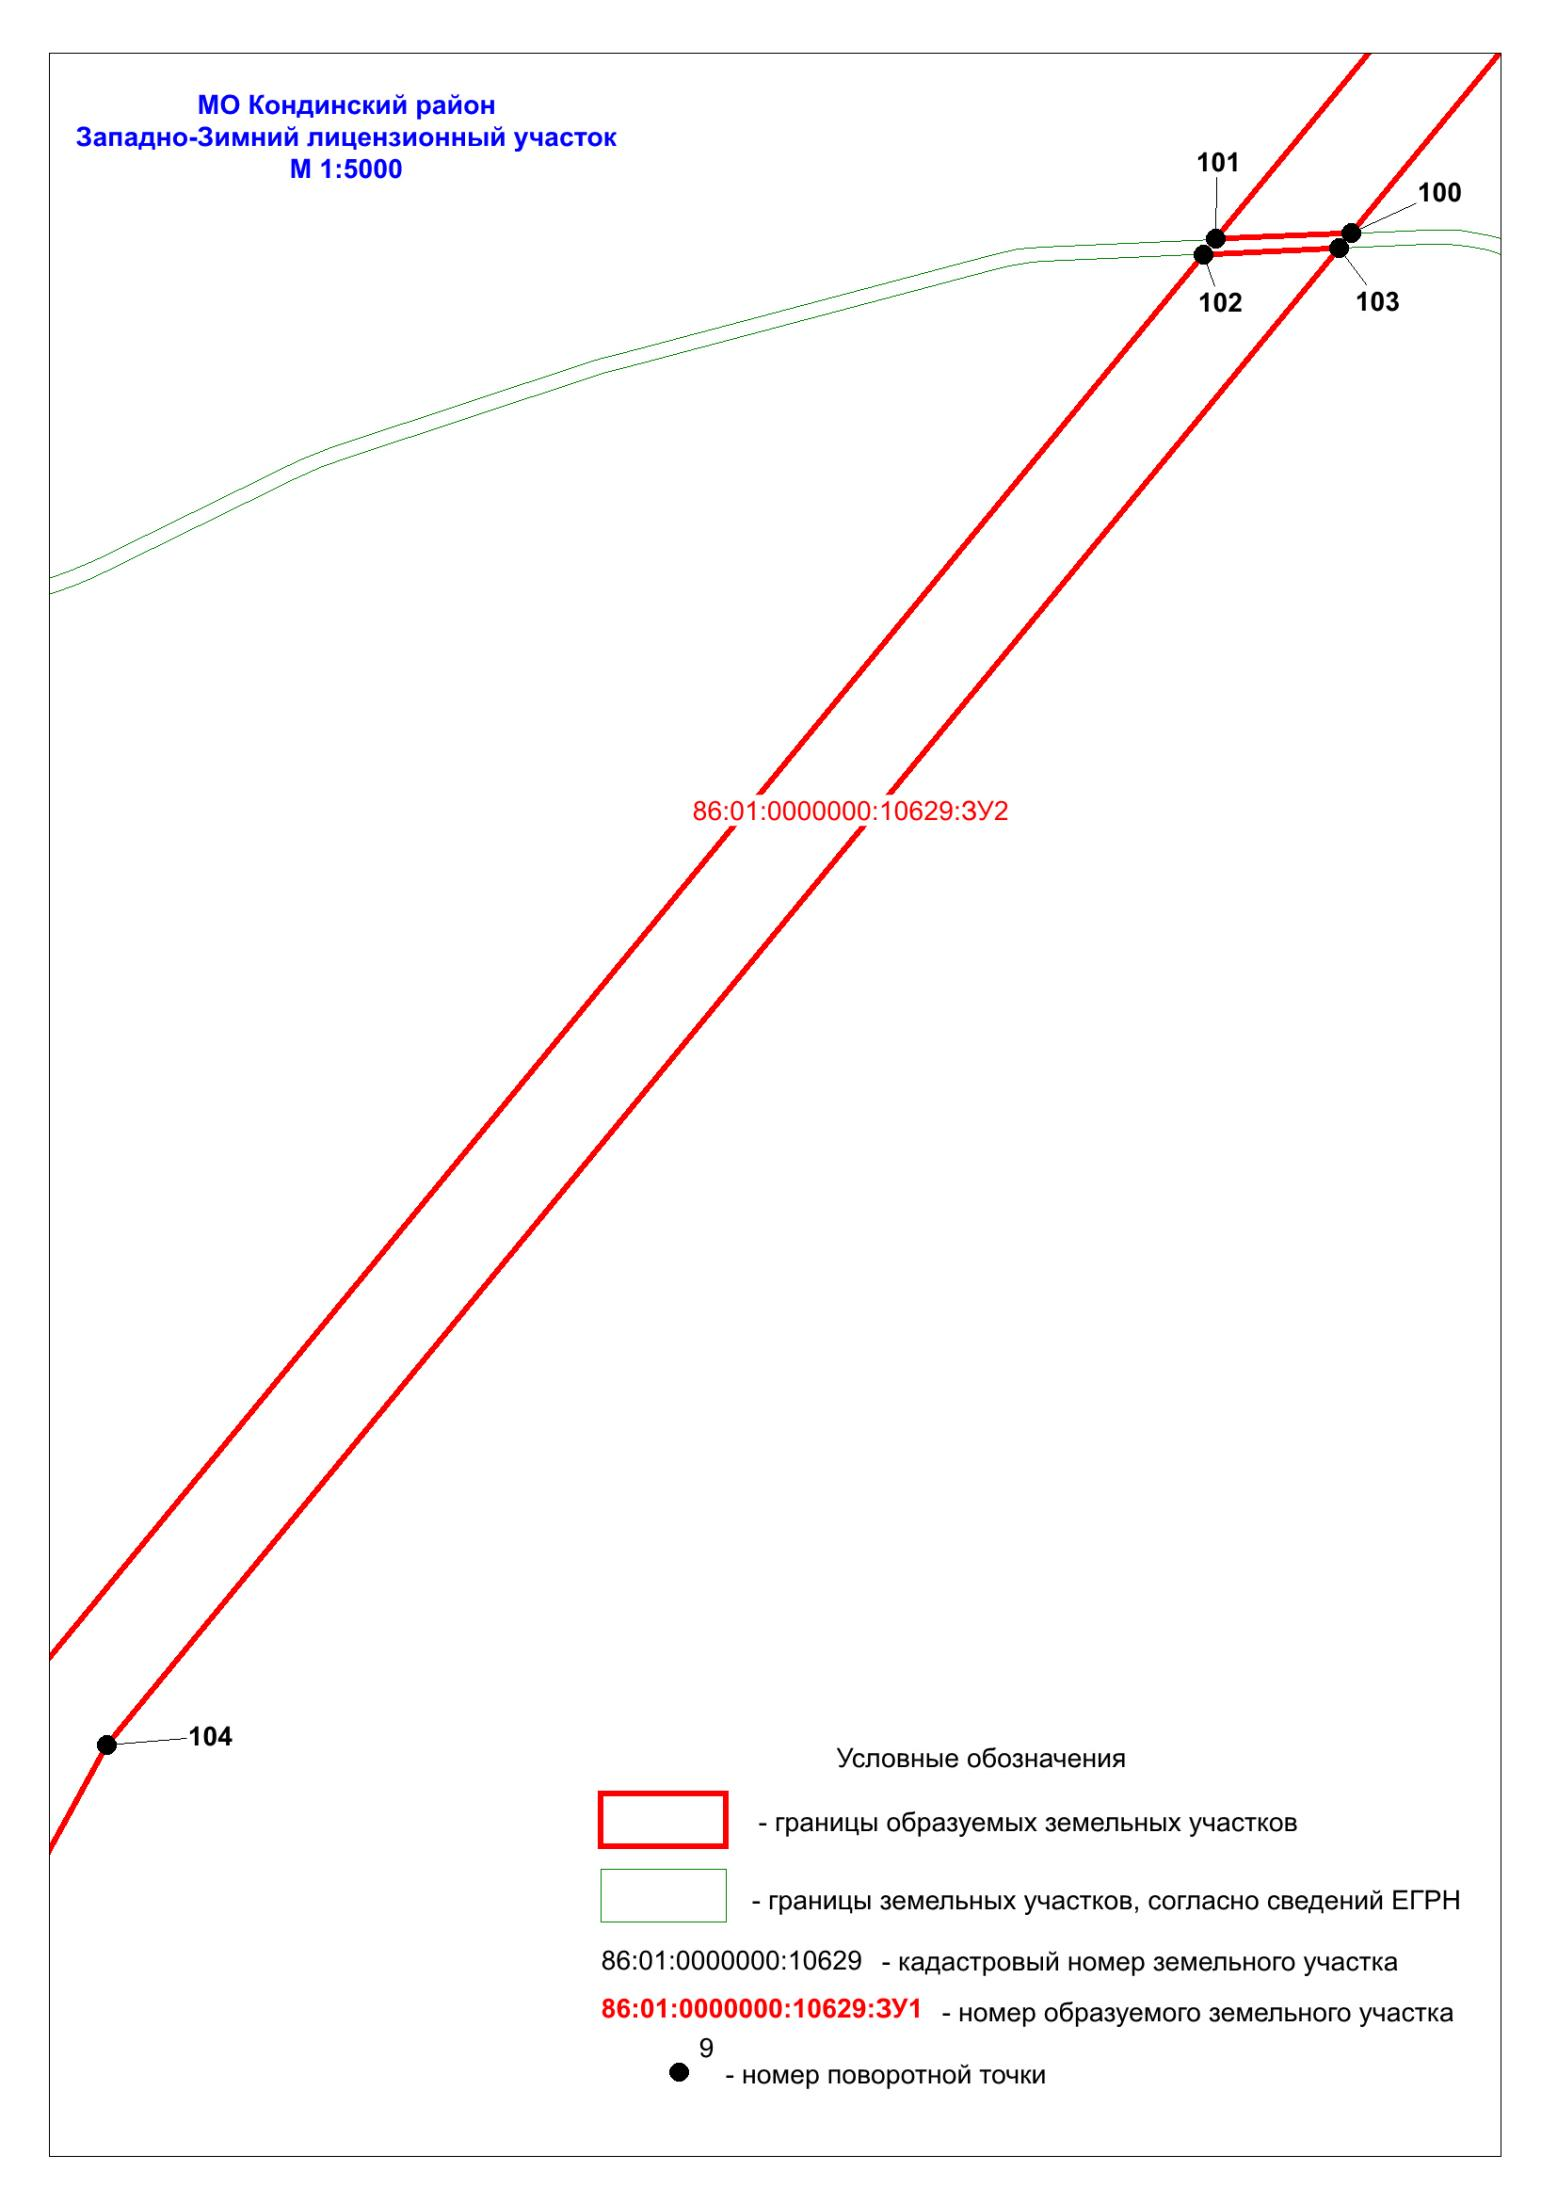 МО Кондинский район
Западно-Зимний лицензионный участок
М 1:5000
101
100
102
103
86:01:0000000:10629:ЗУ2
104
Условные обозначения
- границы образуемых земельных участков
- границы земельных участков, согласно сведений ЕГРН
86:01:0000000:10629 - кадастровый номер земельного участка
86:01:0000000:10629:ЗУ1 - номер образуемого земельного участка
9
- номер поворотной точки